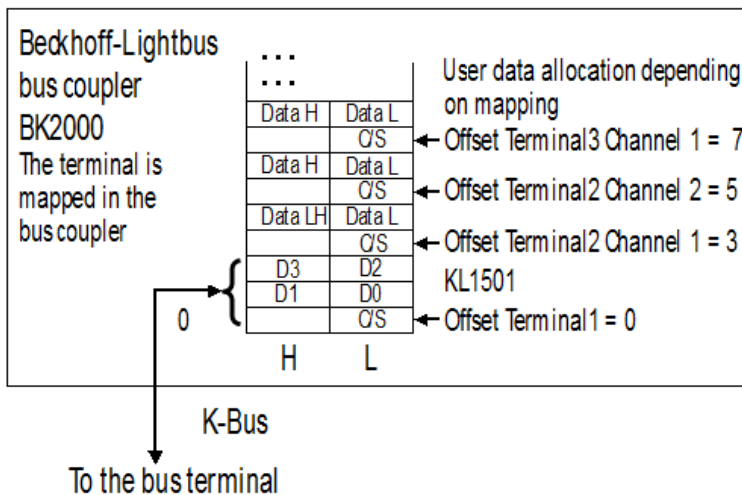 Beckhoff-Lightbus
bus coupler
BK2000
The terminal is
mapped in the
bus coupler
...
...
Data H Data L
C/S
Data H Data L
C/S
Data LH Data L
C/S
D3 D2
D1 D0
C/S
0
H L
User data allocation depending
on mapping
Offset Terminal3 Channel 1 = 7
Offset Terminal2 Channel 2 = 5
Offset Terminal2 Channel 1 = 3
KL1501
Offset Terminal1 = 0
K-Bus
To the bus terminal